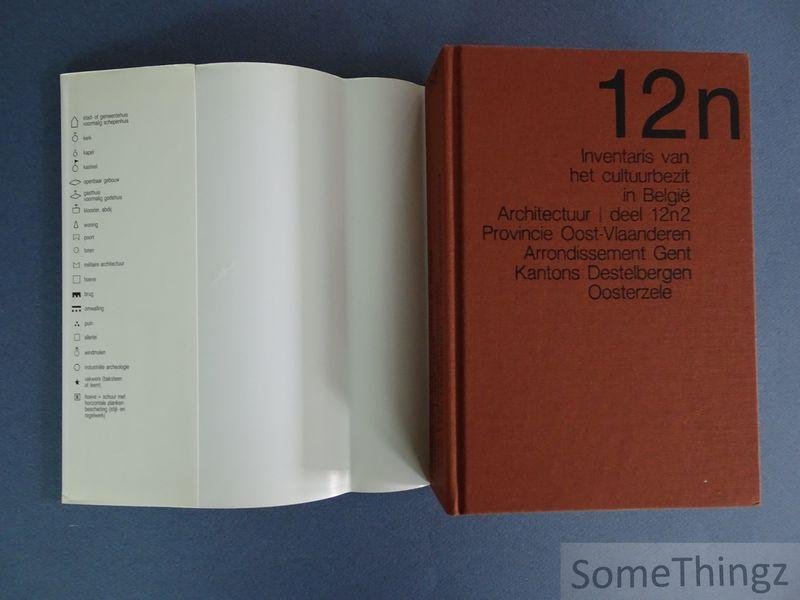 stad- of gemeentehuis
voormalig schepenhuis
kerk
kapel
kasteel
openbaar gebouw
gasthuis
voormalig godshuis
klooster, abdij
woning
poort
toren
militaire architectuur
hoeve
brug
omwalling
puin
allerlei
windmolen
industriële archeologie
vakwerk (baksteen
of leem)
hoeve + schuur met
horizontale planken
bescheting (stijl- en
regelwerk)
12n
Inventaris van
het cultuurbezit
in België
Architectuur | deel 12n2
Provincie Oost-Vlaanderen
Arrondissement Gent
Kantons Destelbergen
Oosterzele
SomeThingz